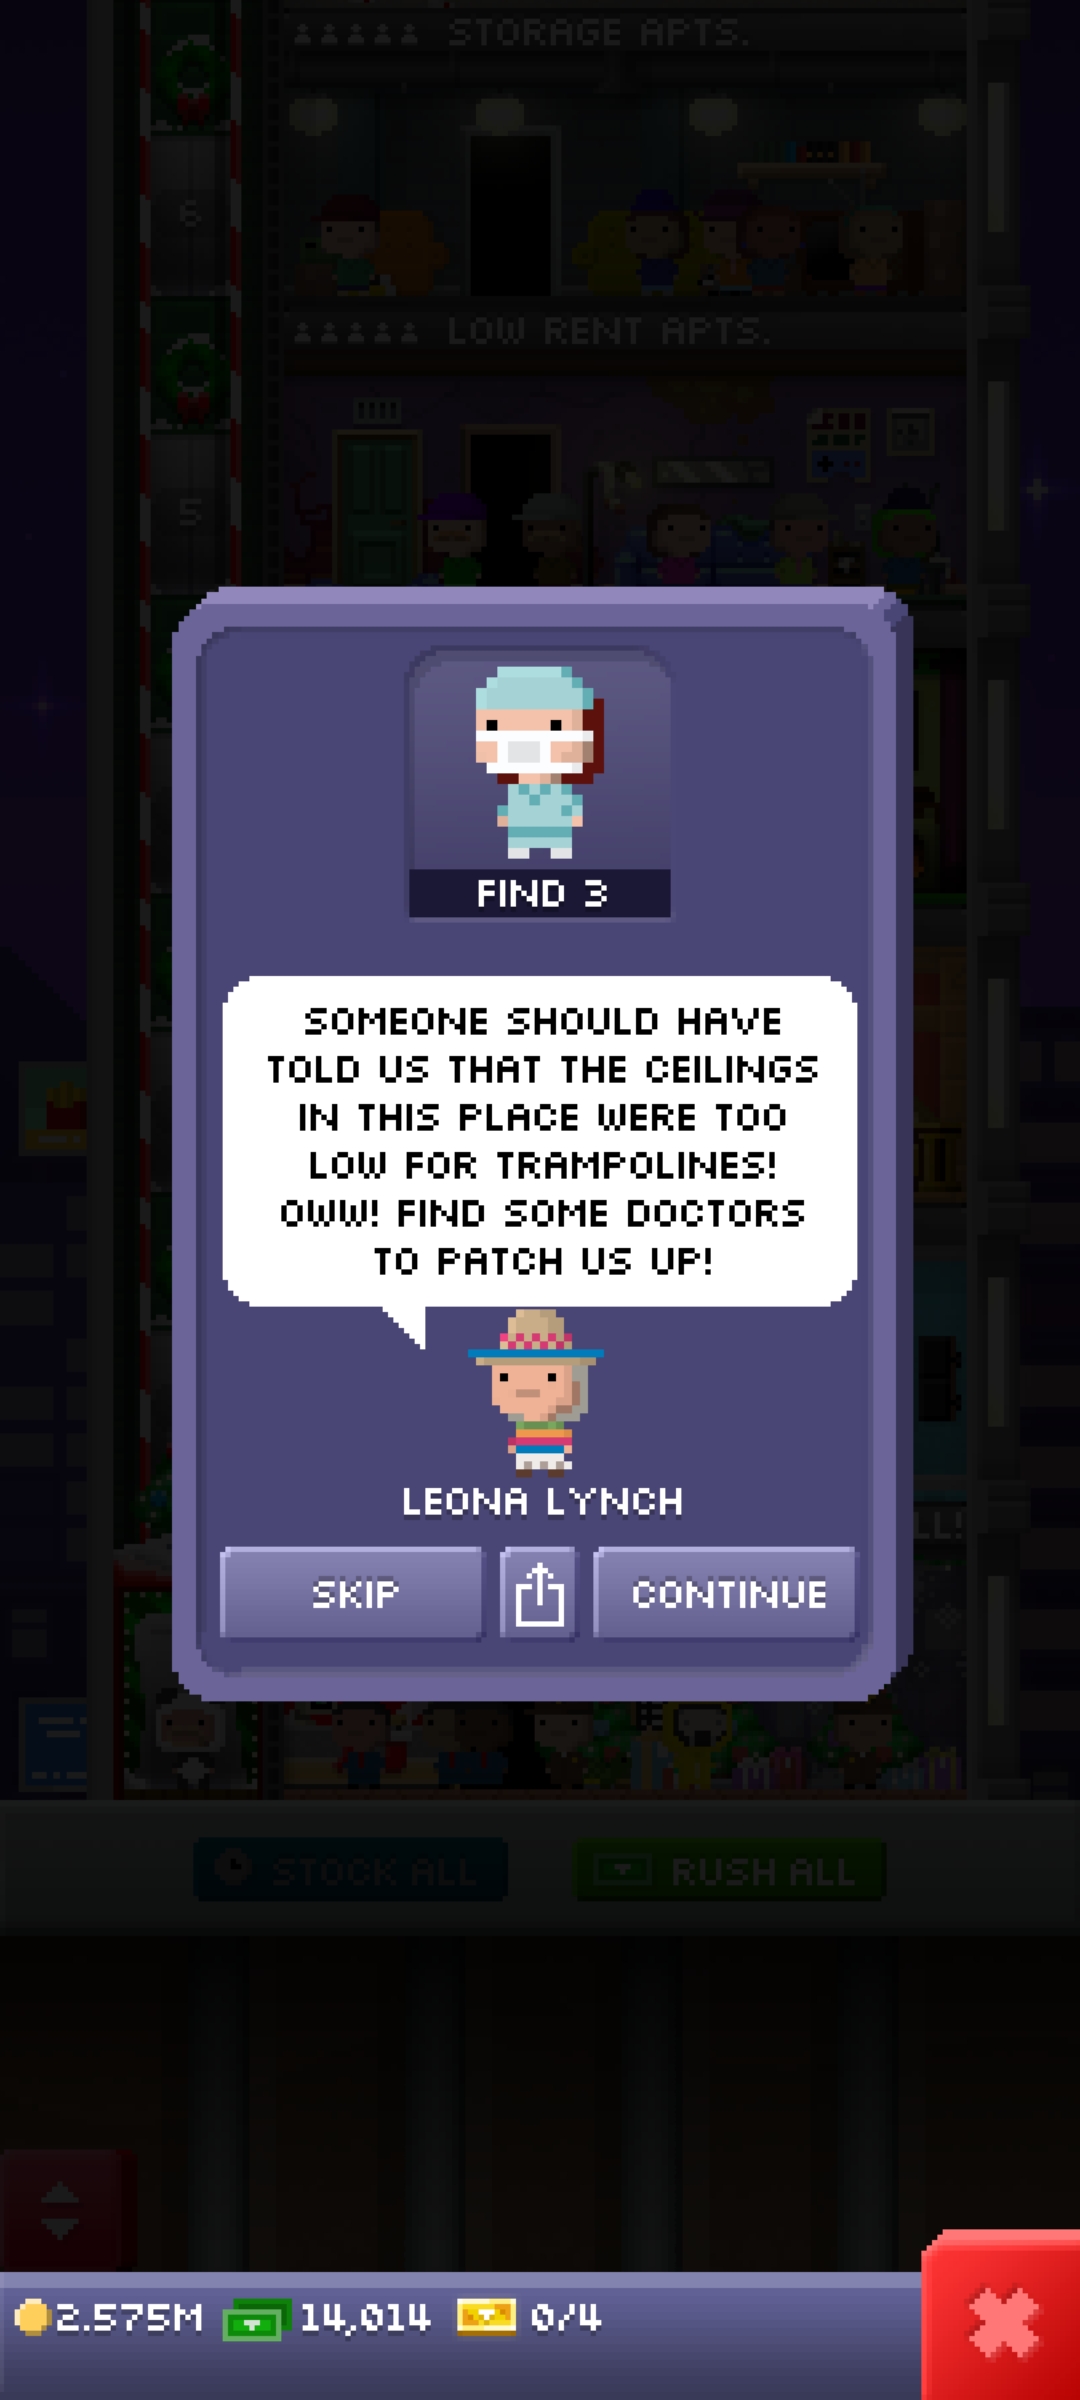 STORAGE APTS.
6
LOW RENT APTS.
5
FIND 3
SOMEONE SHOULD HAVE
TOLD US THAT THE CEILINGS
IN THIS PLACE WERE TOO
LOW FOR TRAMPOLINES!
OWW! FIND SOME DOCTORS
TO PATCH US UP!
LEONA LYNCH
LL!
SKIP
CONTINUE
STOCK ALL
RUSH ALL
2.575M 14,014 0/4